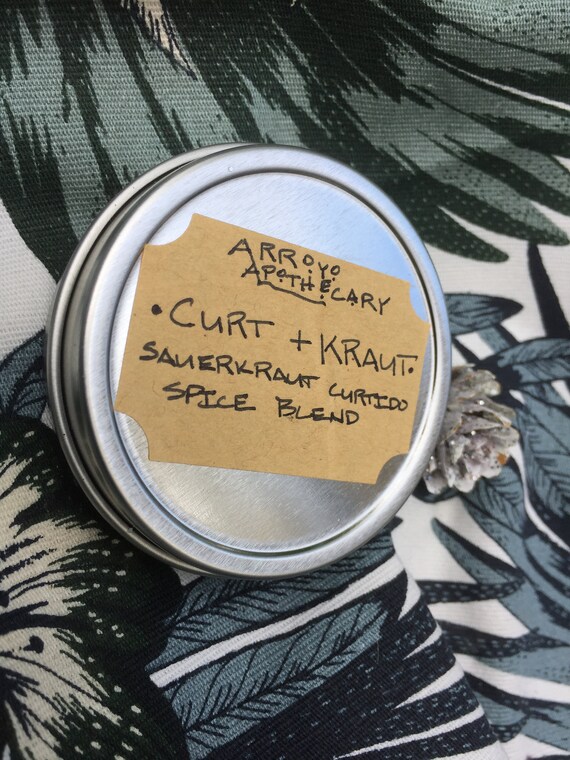 ARROYO
APOTHECARY
• CURT + KRAUT •
SAUERKRAUT CURTIDO
SPICE BLEND